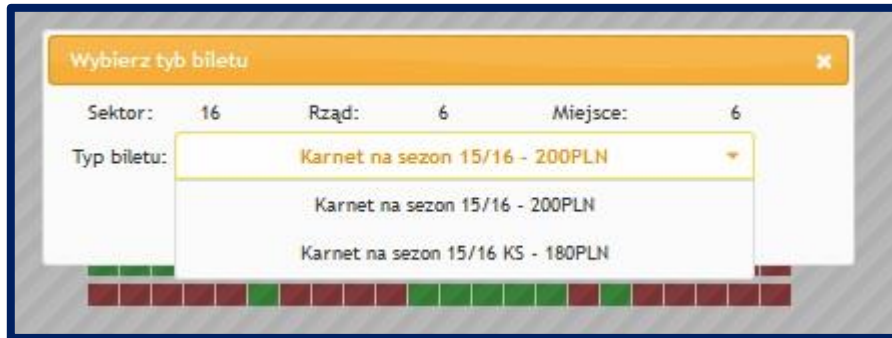 Wybierz tyb biletu
Sektor: 16 Rząd: 6 Miejsce: 6
Typ biletu: Karnet na sezon 15/16 - 200PLN
Karnet na sezon 15/16 - 200PLN
Karnet na sezon 15/16 KS - 180PLN